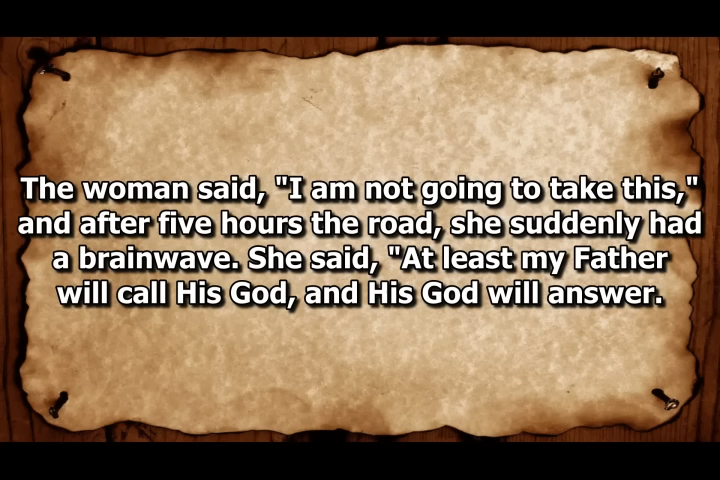 The woman said, "I am not going to take this,"
and after five hours the road, she suddenly had
a brainwave. She said, "At least my Father
will call His God, and His God will answer.